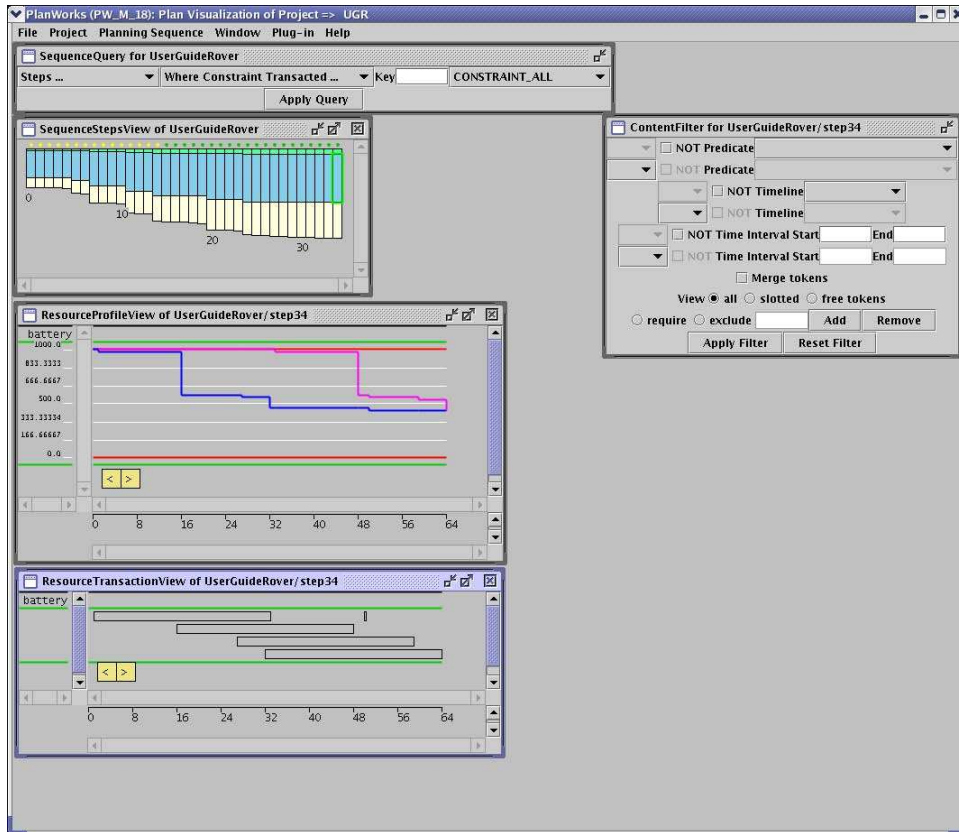 PlanWorks (PW_M_18): Plan Visualization of Project => UGR
File Project Planning Sequence Window Plug-in Help
SequenceQuery for UserGuideRover
Steps ... Where Constraint Transacted ... Key CONSTRAINT_ALL
Apply Query
SequenceStepsView of UserGuideRover
0
10
20
30
ContentFilter for UserGuideRover/step34
NOT Predicate
NOT Predicate
NOT Timeline
NOT Timeline
NOT Time Interval Start End
NOT Time Interval Start End
Merge tokens
View all slotted free tokens
require exclude Add Remove
Apply Filter Reset Filter
ResourceProfileView of UserGuideRover/step34
battery
1000.0
833.3333
666.6667
500.0
333.33334
166.66667
0.0
< >
0 8 16 24 32 40 48 56 64
ResourceTransactionView of UserGuideRover/step34
battery
< >
0 8 16 24 32 40 48 56 64